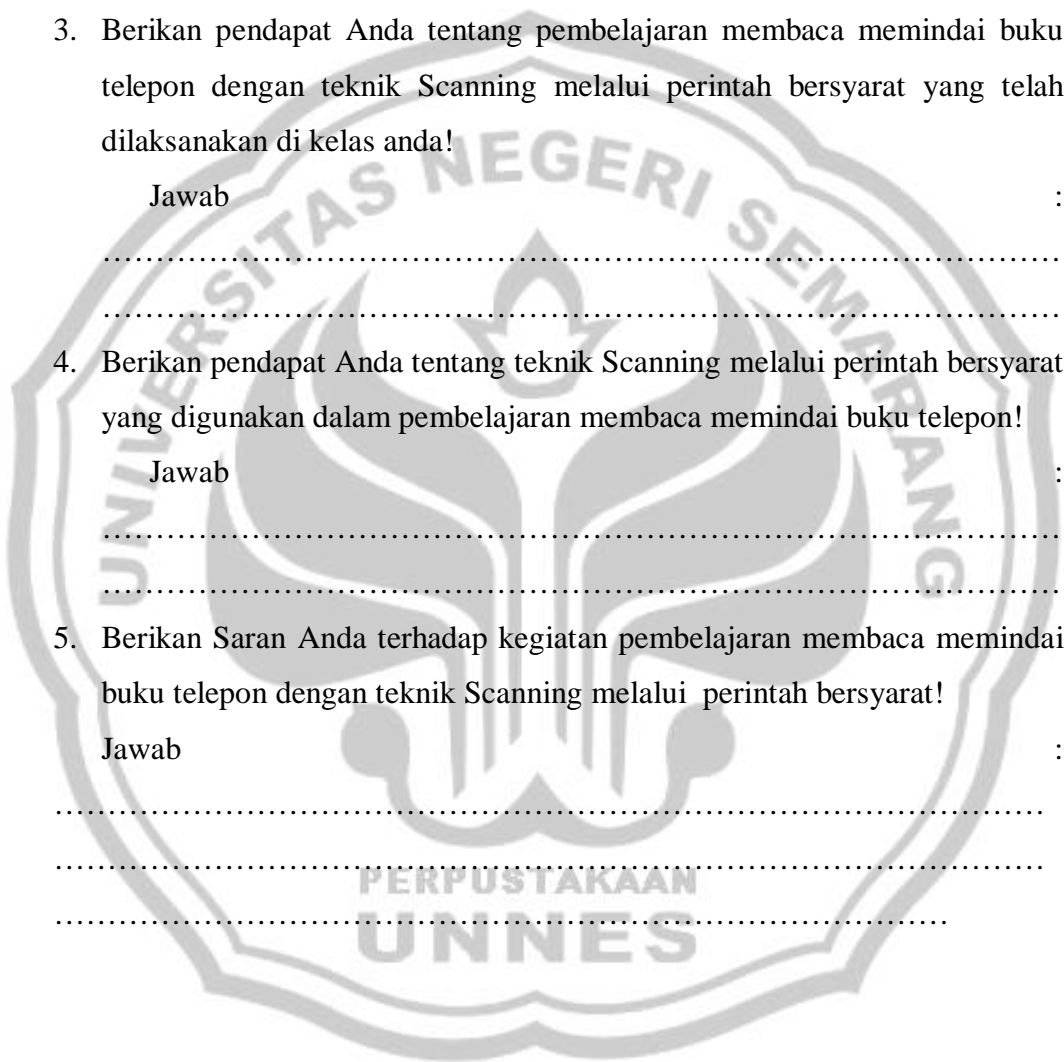 3. Berikan pendapat Anda tentang pembelajaran membaca memindai buku
telepon dengan teknik Scanning melalui perintah bersyarat yang telah
dilaksanakan di kelas anda!
Jawab :
…………………………………………………………………………………
…………………………………………………………………………………
4. Berikan pendapat Anda tentang teknik Scanning melalui perintah bersyarat
yang digunakan dalam pembelajaran membaca memindai buku telepon!
Jawab :
…………………………………………………………………………………
…………………………………………………………………………………
5. Berikan Saran Anda terhadap kegiatan pembelajaran membaca memindai
buku telepon dengan teknik Scanning melalui perintah bersyarat!
Jawab :
…………………………………………………………………………………
…………………………………………………………………………………
…………………………………………………………………………
UNIVERSITAS NEGERI SEMARANG
PERPUSTAKAAN
UNNES